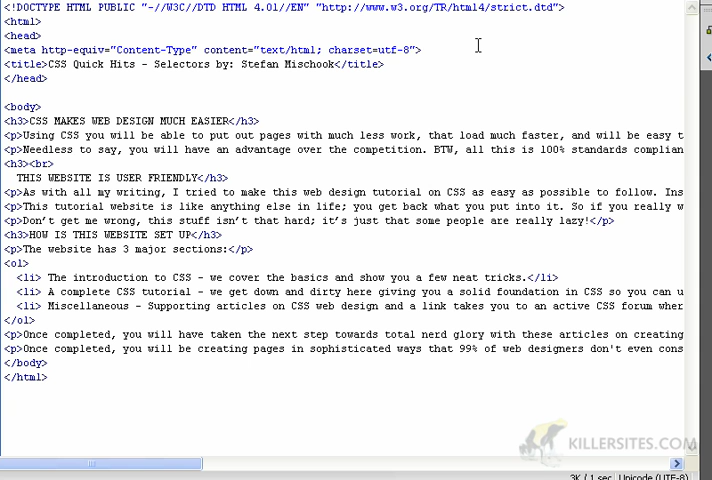 <!DOCTYPE HTML PUBLIC "-//W3C//DTD HTML 4.01//EN" "http://www.w3.org/TR/html4/strict.dtd">
<html>
<head>
<meta http-equiv="Content-Type" content="text/html; charset=utf-8">
<title>CSS Quick Hits - Selectors by: Stefan Mischook</title>
</head>
<body>
<h3>CSS MAKES WEB DESIGN MUCH EASIER</h3>
<p>Using CSS you will be able to put out pages with much less work, that load much faster, and will be easy t
<p>Needless to say, you will have an advantage over the competition. BTW, all this is 100% standards complian
<h3><br>
THIS WEBSITE IS USER FRIENDLY</h3>
<p>As with all my writing, I tried to make this web design tutorial on CSS as easy as possible to follow. Ins
<p>This tutorial website is like anything else in life; you get back what you put into it. So if you really w
<p>Don't get me wrong, this stuff isn't that hard; it's just that some people are really lazy!</p>
<h3>HOW IS THIS WEBSITE SET UP</h3>
<p>The website has 3 major sections:</p>
<ol>
<li> The introduction to CSS - we cover the basics and show you a few neat tricks.</li>
<li> A complete CSS tutorial - we get down and dirty here giving you a solid foundation in CSS so you can u
<li> Miscellaneous - Supporting articles on CSS web design and a link takes you to an active CSS forum wher
</ol>
<p>Once completed, you will have taken the next step towards total nerd glory with these articles on creating
<p>Once completed, you will be creating pages in sophisticated ways that 99% of web designers don't even cons
</body>
</html>
KILLERSITES.COM
3K / 1 sec Unicode (UTF-8)